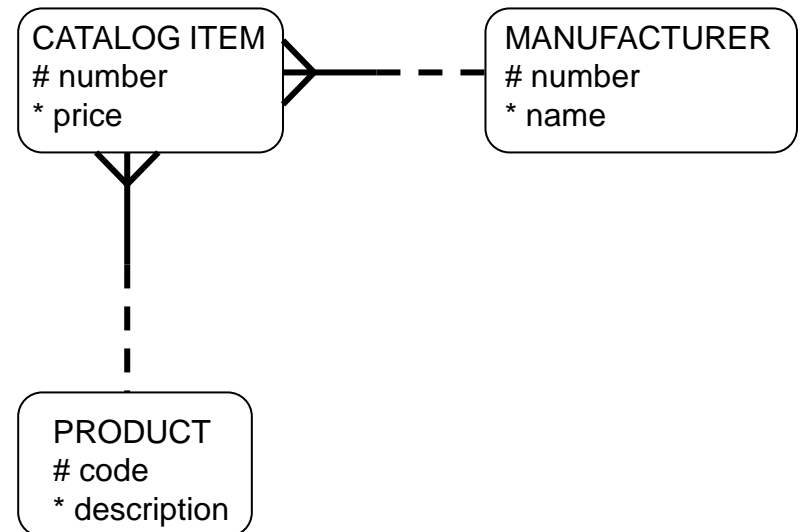 CATALOG ITEM
# number
* price
MANUFACTURER
# number
* name
PRODUCT
# code
* description